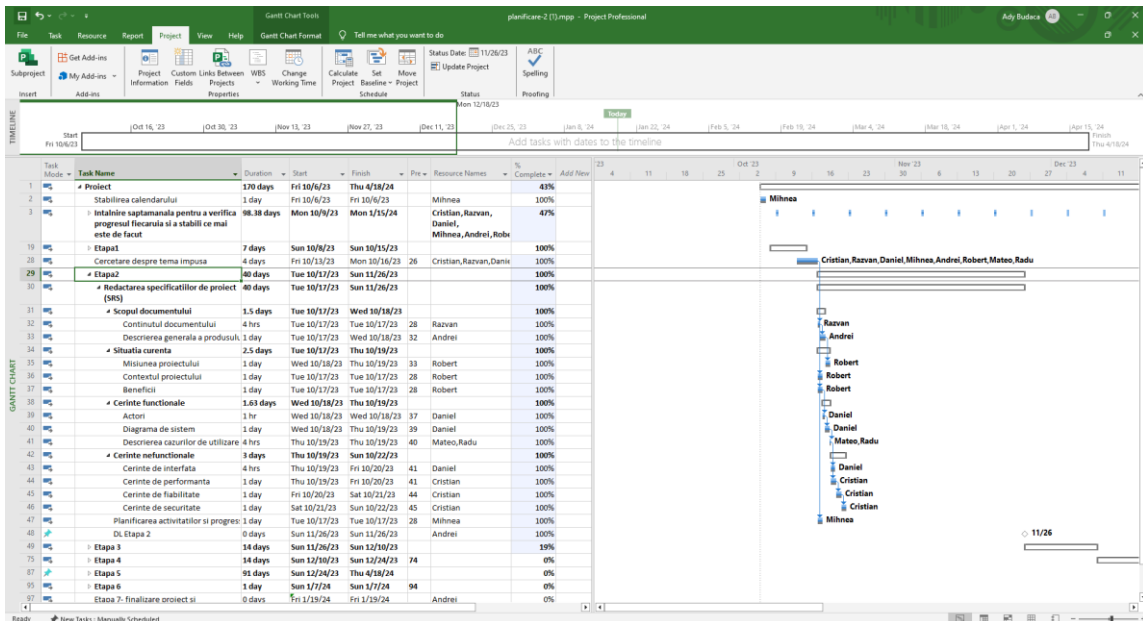 Gantt Chart Tools
planificare-2 (1).mpp - Project Professional
Ady Budaca AB
File Task Resource Report Project View Help Gantt Chart Format Tell me what you want to do
Subproject
Get Add-ins
My Add-ins
Project Information
Custom Fields
Links Between Projects
WBS
Change Working Time
Calculate Project
Set Baseline
Move Project
Status Date: 11/26/23
Update Project
ABC
Spelling
Insert Add-ins Properties Schedule Status Proofing
Mon 12/18/23
Today
TIMELINE
Oct 16, '23 Oct 30, '23 Nov 13, '23 Nov 27, '23 Dec 11, '23 Dec 25, '23 Jan 8, '24 Jan 22, '24 Feb 5, '24 Feb 19, '24 Mar 4, '24 Mar 18, '24 Apr 1, '24 Apr 15, '24
Start
Fri 10/6/23
Add tasks with dates to the timeline
Finish
Thu 4/18/24
Task Mode Task Name Duration Start Finish Pre Resource Names % Complete Add New
'23 Oct '23 Nov '23 Dec '23
4 11 18 25 2 9 16 23 30 6 13 20 27 4 11
GANTT CHART
1 Proiect 170 days Fri 10/6/23 Thu 4/18/24 43%
2 Stabilirea calendarului 1 day Fri 10/6/23 Fri 10/6/23 Mihnea 100% Mihnea
3 Intalnire saptamanala pentru a verifica progresul fiecaruia si a stabili ce mai este de facut 98.38 days Mon 10/9/23 Mon 1/15/24 Cristian,Razvan, Daniel, Mihnea,Andrei,Robe 47%
19 Etapa1 7 days Sun 10/8/23 Sun 10/15/23 100%
28 Cercetare despre tema impusa 4 days Fri 10/13/23 Mon 10/16/23 26 Cristian,Razvan,Danie 100% Cristian,Razvan,Daniel,Mihnea,Andrei,Robert,Mateo,Radu
29 Etapa2 40 days Tue 10/17/23 Sun 11/26/23 100%
30 Redactarea specificatiilor de proiect (SRS) 40 days Tue 10/17/23 Sun 11/26/23 100%
31 Scopul documentului 1.5 days Tue 10/17/23 Wed 10/18/23 100%
32 Continutul documentului 4 hrs Tue 10/17/23 Tue 10/17/23 28 Razvan 100% Razvan
33 Descrierea generala a produsulu 1 day Tue 10/17/23 Wed 10/18/23 32 Andrei 100% Andrei
34 Situatia curenta 2.5 days Tue 10/17/23 Thu 10/19/23 100%
35 Misiunea proiectului 1 day Wed 10/18/23 Thu 10/19/23 33 Robert 100% Robert
36 Contextul proiectului 1 day Tue 10/17/23 Tue 10/17/23 28 Robert 100% Robert
37 Beneficii 1 day Tue 10/17/23 Tue 10/17/23 28 Robert 100% Robert
38 Cerinte functionale 1.63 days Wed 10/18/23 Thu 10/19/23 100%
39 Actori 1 hr Wed 10/18/23 Wed 10/18/23 37 Daniel 100% Daniel
40 Diagrama de sistem 1 day Wed 10/18/23 Thu 10/19/23 39 Daniel 100% Daniel
41 Descrierea cazurilor de utilizare 4 hrs Thu 10/19/23 Thu 10/19/23 40 Mateo,Radu 100% Mateo,Radu
42 Cerinte nefunctionale 3 days Thu 10/19/23 Sun 10/22/23 100%
43 Cerinte de interfata 4 hrs Thu 10/19/23 Fri 10/20/23 41 Daniel 100% Daniel
44 Cerinte de performanta 1 day Thu 10/19/23 Fri 10/20/23 41 Cristian 100% Cristian
45 Cerinte de fiabilitate 1 day Fri 10/20/23 Sat 10/21/23 44 Cristian 100% Cristian
46 Cerinte de securitate 1 day Sat 10/21/23 Sun 10/22/23 45 Cristian 100% Cristian
47 Planificarea activitatilor si progres 1 day Tue 10/17/23 Tue 10/17/23 28 Mihnea 100% Mihnea
48 DL Etapa 2 0 days Sun 11/26/23 Sun 11/26/23 Andrei 100% 11/26
49 Etapa 3 14 days Sun 11/26/23 Sun 12/10/23 19%
75 Etapa 4 14 days Sun 12/10/23 Sun 12/24/23 74 0%
87 Etapa 5 91 days Sun 12/24/23 Thu 4/18/24 0%
95 Etapa 6 1 day Sun 1/7/24 Sun 1/7/24 94 0%
97 Etapa 7- finalizare proiect si 0 days Fri 1/19/24 Fri 1/19/24 Andrei 0%
Ready New Tasks : Manually Scheduled